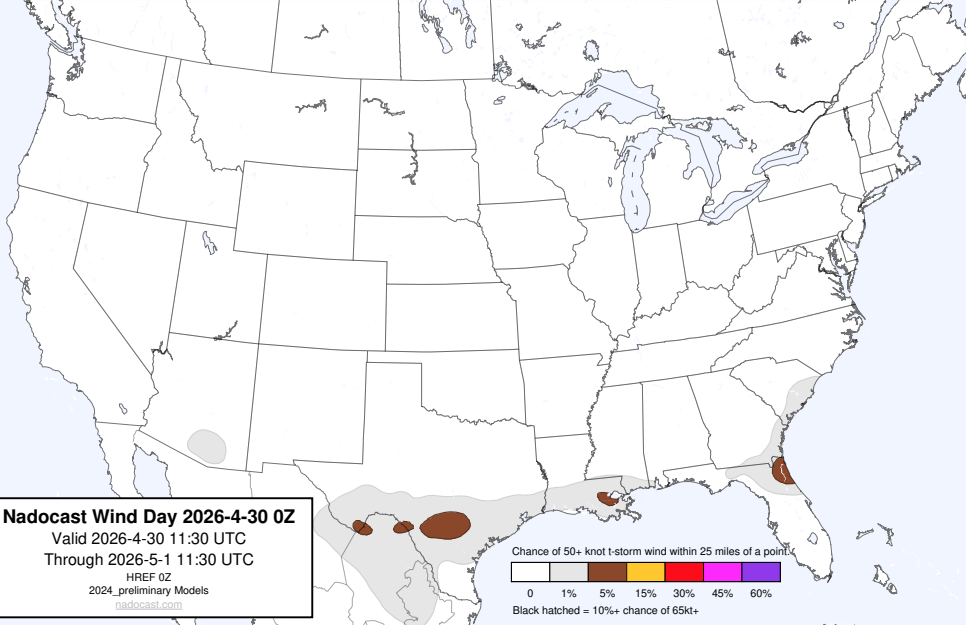 Nadocast Wind Day 2026-4-30 0Z
Valid 2026-4-30 11:30 UTC
Through 2026-5-1 11:30 UTC
HREF 0Z
2024_preliminary Models
nadocast.com
Chance of 50+ knot t-storm wind within 25 miles of a point.
0 1% 5% 15% 30% 45% 60%
Black hatched = 10%+ chance of 65kt+